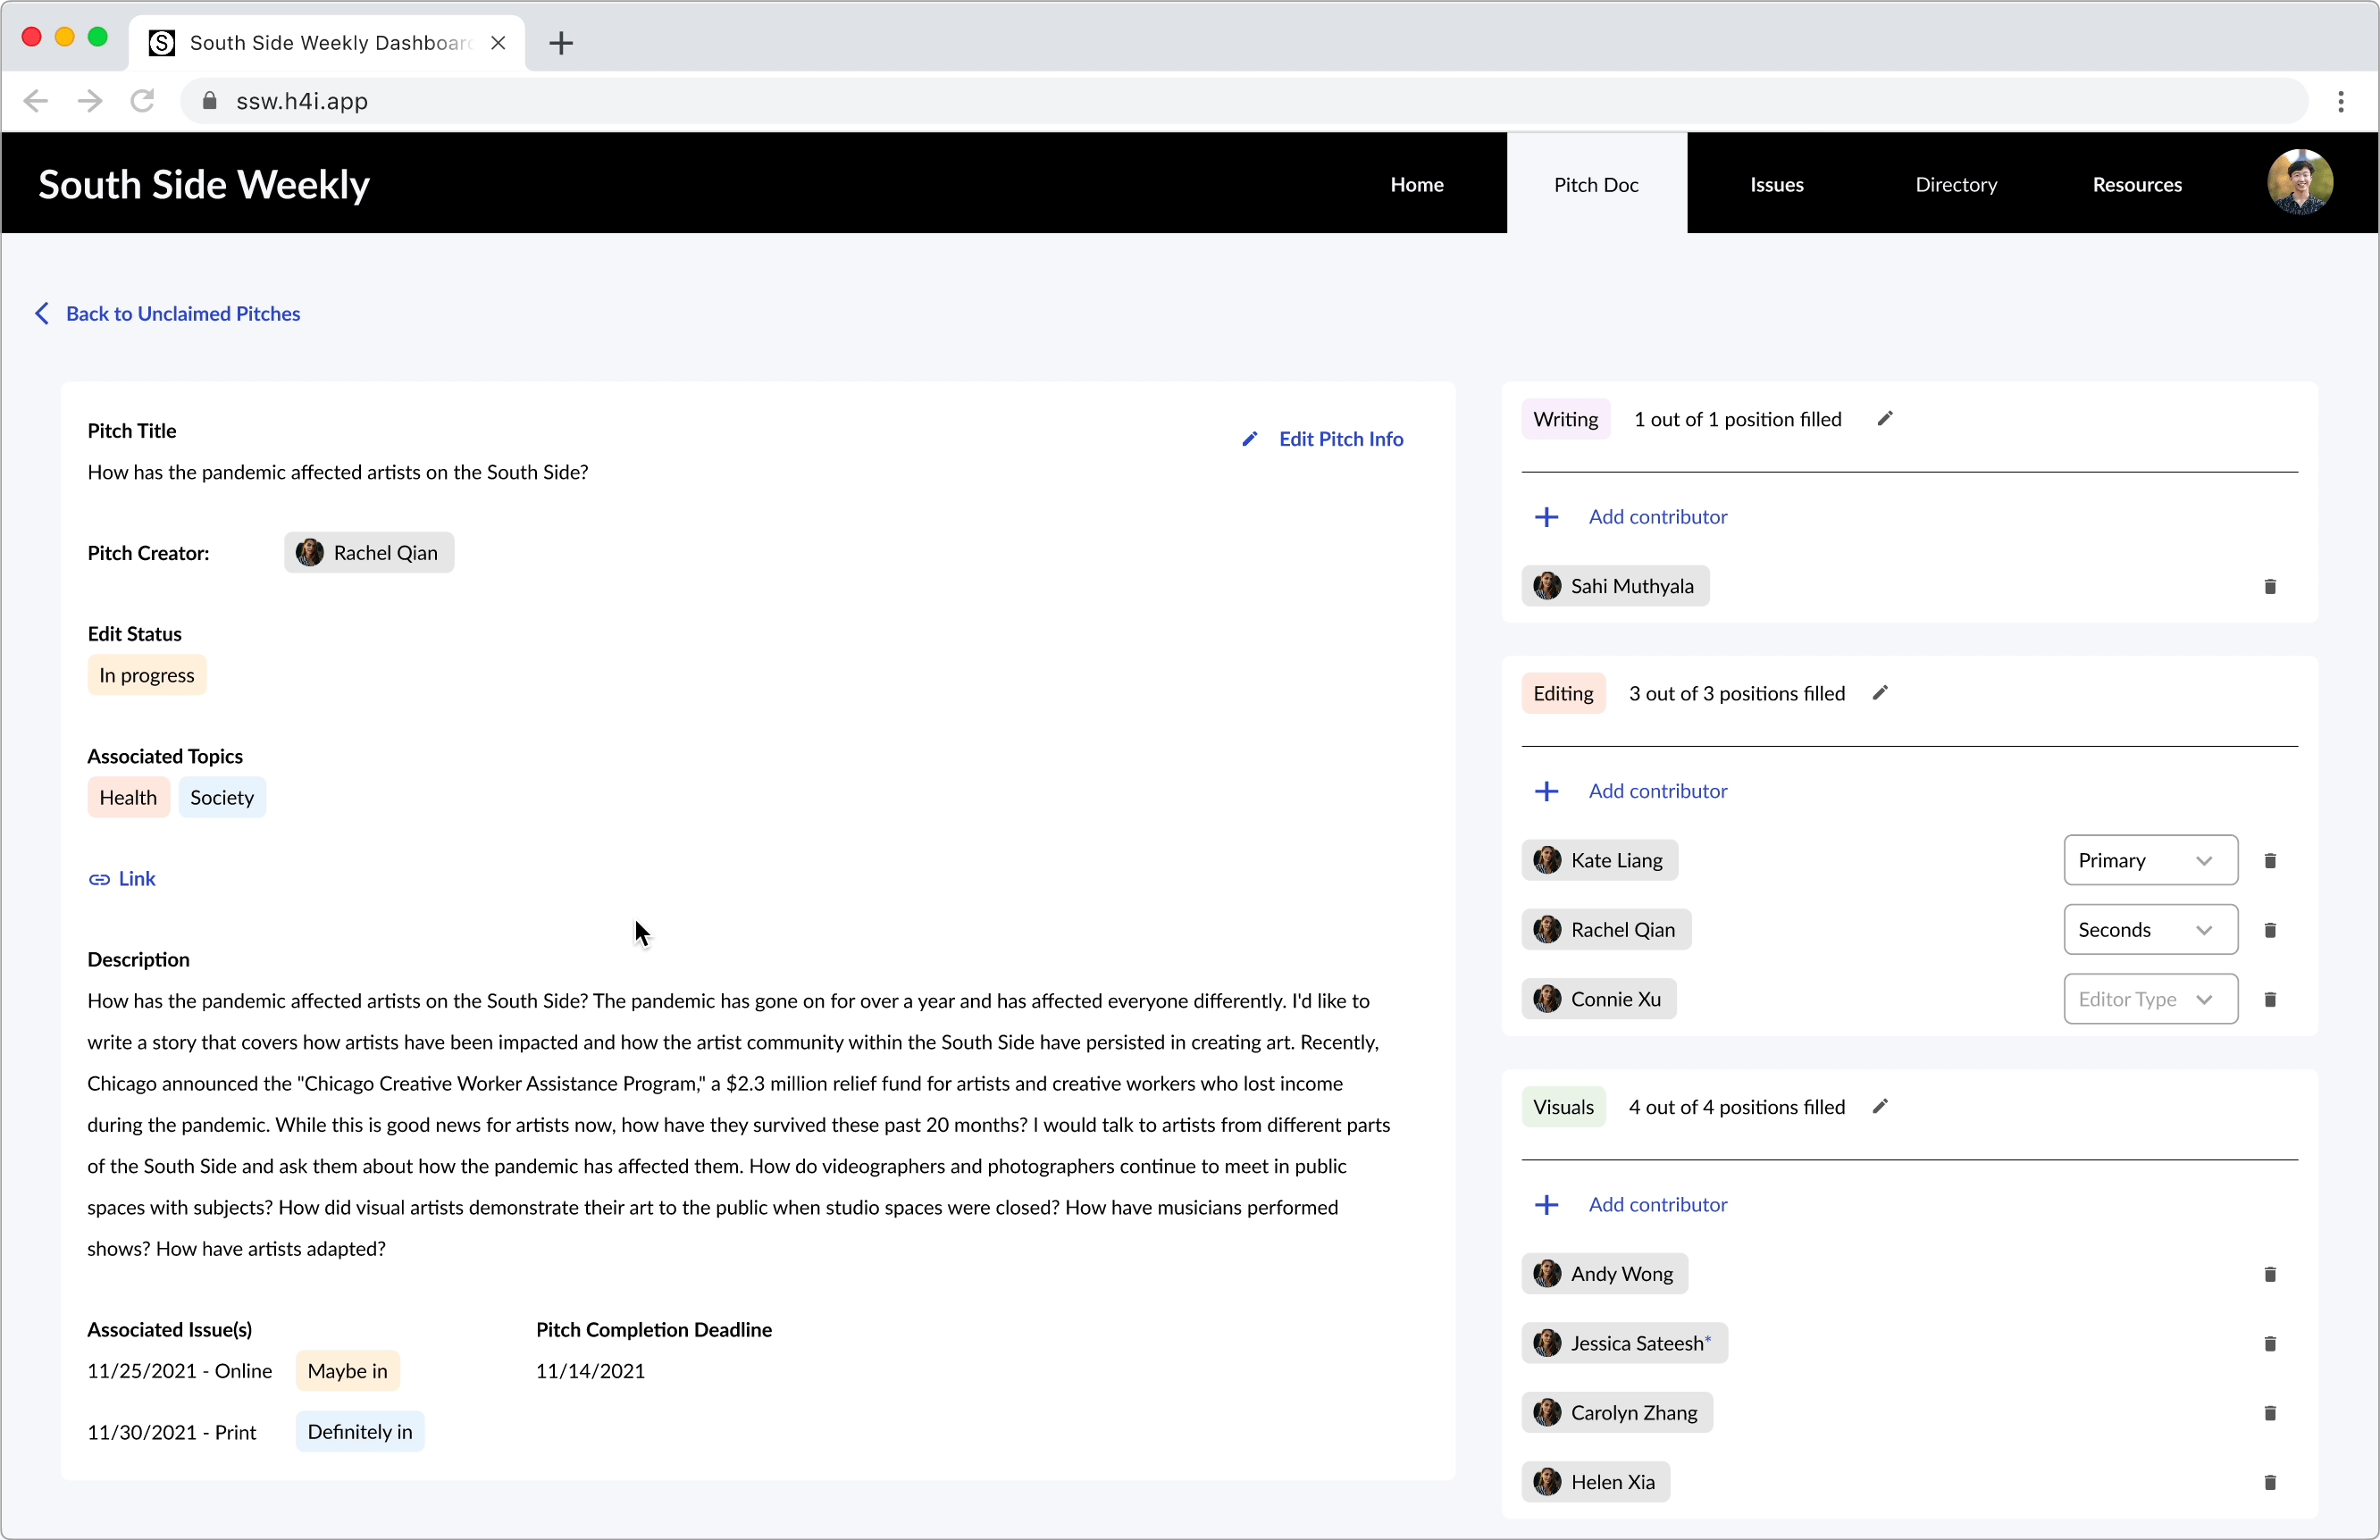 South Side Weekly Dashboard
ssw.h4i.app
South Side Weekly
Home
Pitch Doc
Issues
Directory
Resources
Back to Unclaimed Pitches
Pitch Title
Edit Pitch Info
How has the pandemic affected artists on the South Side?
Pitch Creator:
Rachel Qian
Edit Status
In progress
Associated Topics
Health
Society
Link
Description
How has the pandemic affected artists on the South Side? The pandemic has gone on for over a year and has affected everyone differently. I'd like to
write a story that covers how artists have been impacted and how the artist community within the South Side have persisted in creating art. Recently,
Chicago announced the "Chicago Creative Worker Assistance Program," a $2.3 million relief fund for artists and creative workers who lost income
during the pandemic. While this is good news for artists now, how have they survived these past 20 months? I would talk to artists from different parts
of the South Side and ask them about how the pandemic has affected them. How do videographers and photographers continue to meet in public
spaces with subjects? How did visual artists demonstrate their art to the public when studio spaces were closed? How have musicians performed
shows? How have artists adapted?
Associated Issue(s)
11/25/2021 - Online
Maybe in
11/30/2021 - Print
Definitely in
Pitch Completion Deadline
11/14/2021
Writing
1 out of 1 position filled
Add contributor
Sahi Muthyala
Editing
3 out of 3 positions filled
Add contributor
Kate Liang
Primary
Rachel Qian
Seconds
Connie Xu
Editor Type
Visuals
4 out of 4 positions filled
Add contributor
Andy Wong
Jessica Sateesh*
Carolyn Zhang
Helen Xia